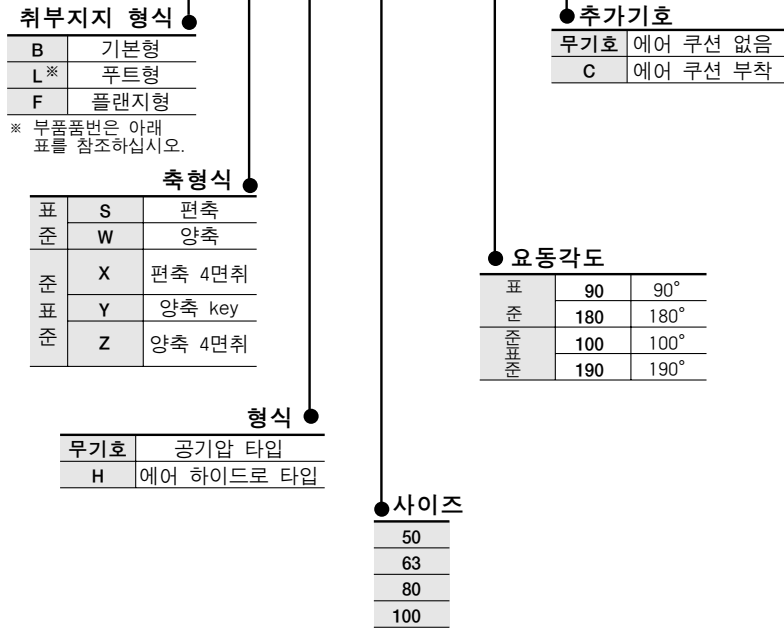 취부지지 형식
B 기본형
L※ 푸트형
F 플랜지형
※ 부품품번은 아래
표를 참조하십시오.
추가기호
무기호 에어 쿠션 없음
C 에어 쿠션 부착
축형식
표준 S 편축
W 양축
준표준 X 편축 4면취
Y 양축 key
Z 양축 4면취
요동각도
표준 90 90°
180 180°
준표준 100 100°
190 190°
형식
무기호 공기압 타입
H 에어 하이드로 타입
사이즈
50
63
80
100